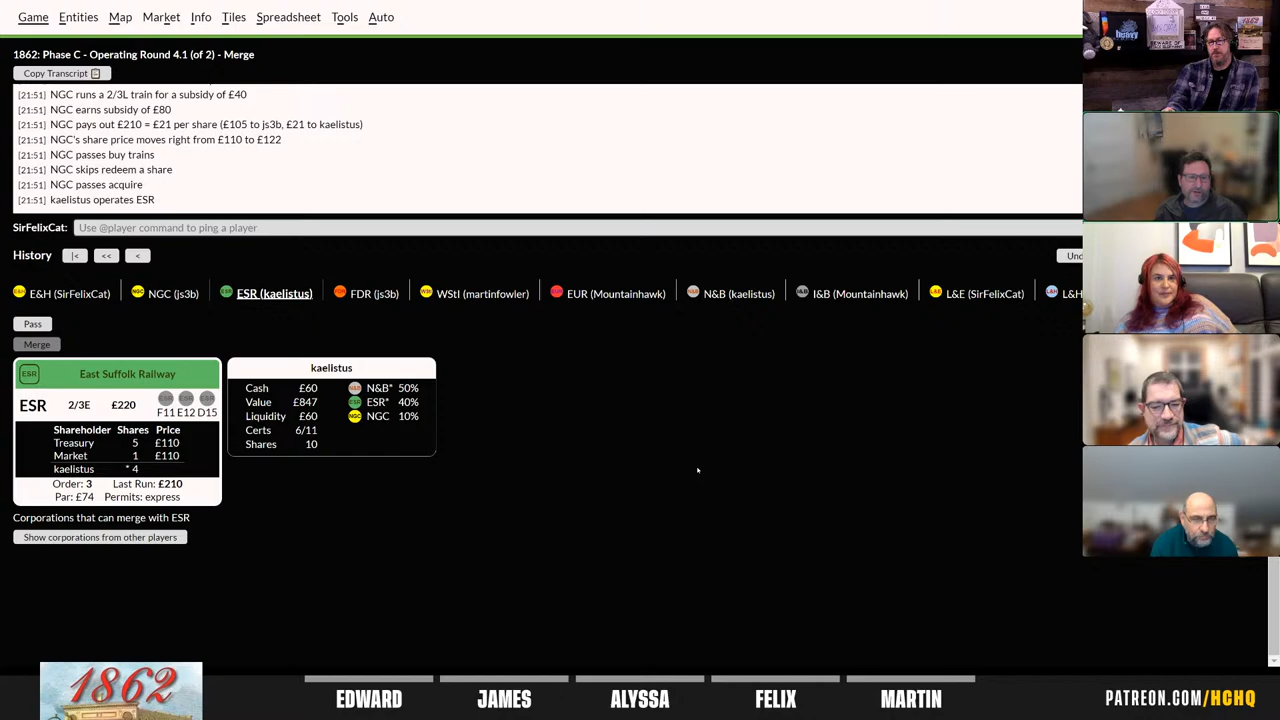 Game Entities Map Market Info Tiles Spreadsheet Tools Auto
1862: Phase C - Operating Round 4.1 (of 2) - Merge
Copy Transcript
[21:51] NGC runs a 2/3L train for a subsidy of £40
[21:51] NGC earns subsidy of £80
[21:51] NGC pays out £210 = £21 per share (£105 to js3b, £21 to kaelistus)
[21:51] NGC's share price moves right from £110 to £122
[21:51] NGC passes buy trains
[21:51] NGC skips redeem a share
[21:51] NGC passes acquire
[21:51] kaelistus operates ESR
SirFelixCat: Use @player command to ping a player
History |< << < Und
E&H (SirFelixCat) NGC NGC (js3b) ESR (kaelistus) FDR (js3b) WStI (martinfowler) EUR EUR (Mountainhawk) N&B (kaelistus) I&B (Mountainhawk) L&E L&E (SirFelixCat) L&H L&H
Pass
Merge
ESR East Suffolk Railway
ESR 2/3E £220 ESR ESR ESR
F11 E12 D15
Shareholder Shares Price
Treasury 5 £110
Market 1 £110
kaelistus * 4
Order: 3 Last Run: £210
Par: £74 Permits: express
kaelistus
Cash £60 N&B* 50%
Value £847 ESR* 40%
Liquidity £60 NGC NGC 10%
Certs 6/11
Shares 10
Corporations that can merge with ESR
Show corporations from other players
1862
EDWARD JAMES ALYSSA FELIX MARTIN
PATREON.COM/HCHQ